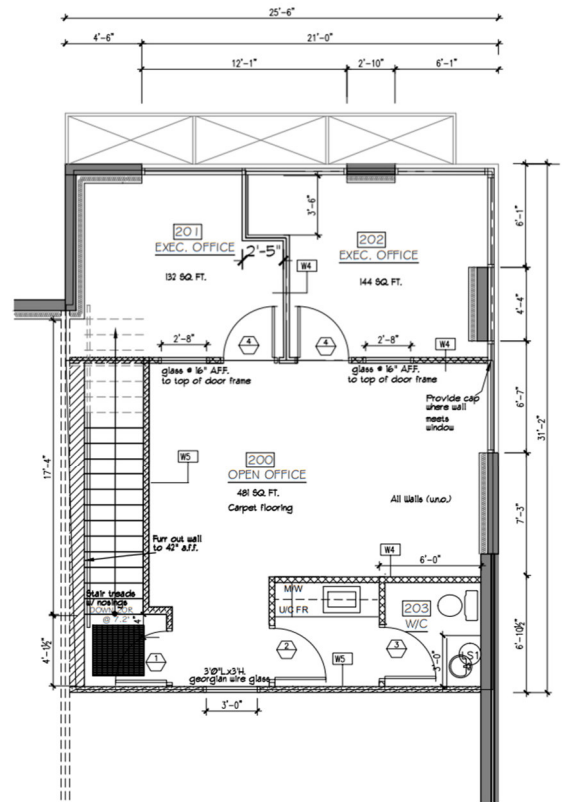 25'-6"
4'-6"
21'-0"
12'-1"
2'-10"
6'-1"
3'-6"
6'-1"
201
EXEC. OFFICE
2'-5"
202
EXEC. OFFICE
W4
132 SQ. FT.
144 SQ. FT.
4'-4"
2'-8"
4
4
2'-8"
W4
glass @ 16" A.F.F.
to top of door frame
glass @ 16" A.F.F.
to top of door frame
Provide cap
where wall
meets
window
6'-7"
31'-2"
17'-4"
W5
200
OPEN OFFICE
481 SQ. FT.
Carpet flooring
All Walls (u.n.o.)
7'-3"
Furr out wall
to 42" a.f.f.
W4
6'-0"
Stair treads
w/ nosings
@ 7.2"
M/W
U/C FR
203
W/C
6'-10½"
4'-1½"
3'-0"
LS1
1
2
3
W5
3'0"L.x3'H.
georgian wire glass
3'-0"